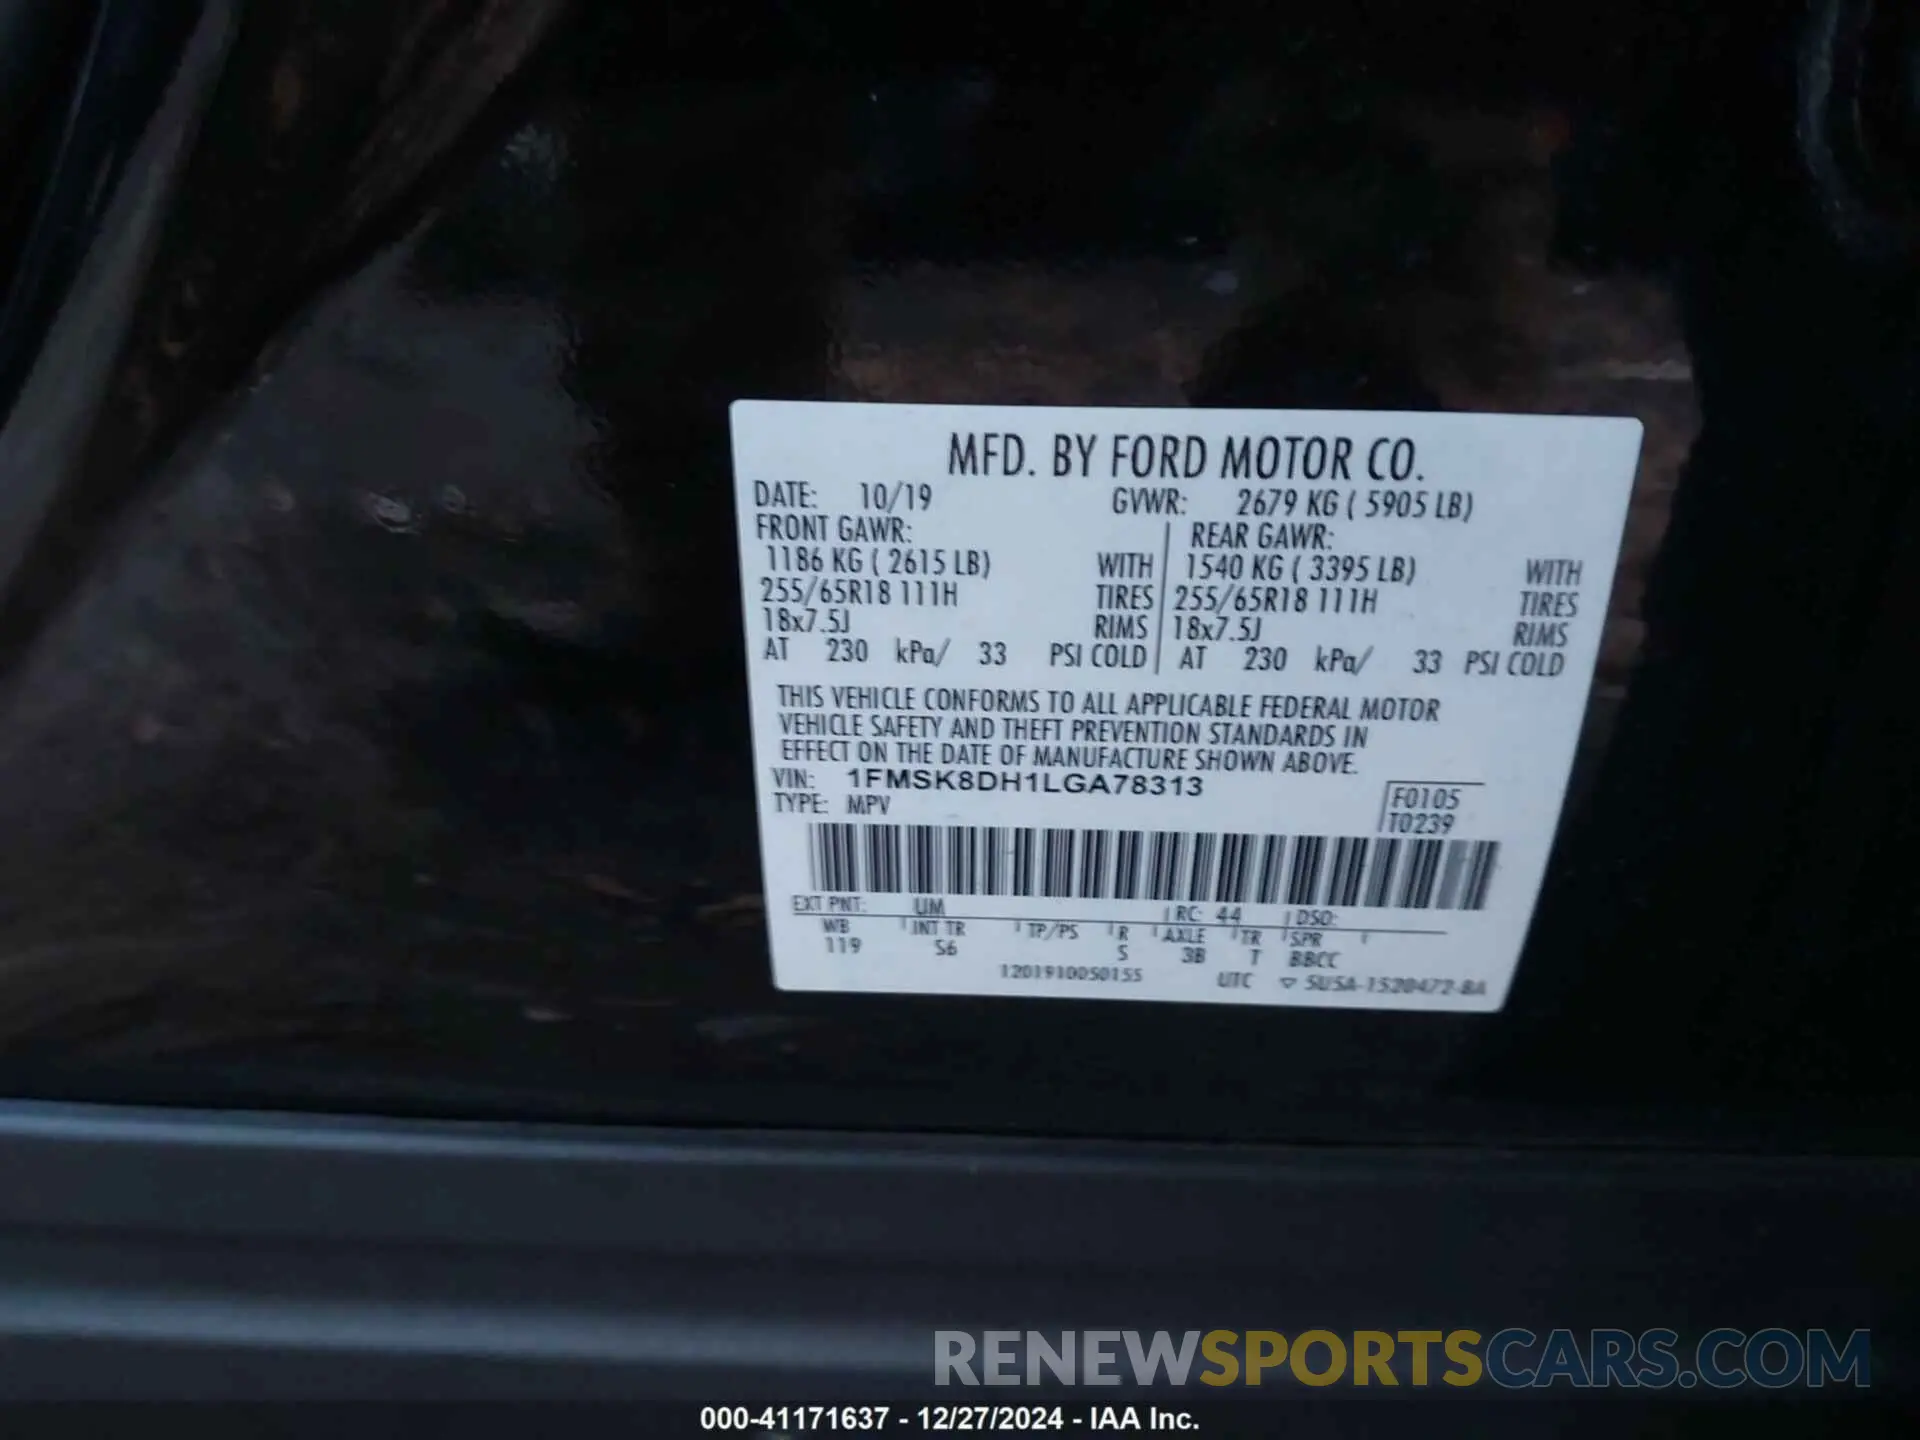 MFD. BY FORD MOTOR CO.
DATE: 10/19 GVWR: 2679 KG ( 5905 LB)
FRONT GAWR: REAR GAWR:
1186 KG ( 2615 LB) WITH 1540 KG ( 3395 LB) WITH
255/65R18 111H TIRES 255/65R18 111H TIRES
18x7.5J RIMS 18x7.5J RIMS
AT 230 kPa/ 33 PSI COLD AT 230 kPa/ 33 PSI COLD
THIS VEHICLE CONFORMS TO ALL APPLICABLE FEDERAL MOTOR
VEHICLE SAFETY AND THEFT PREVENTION STANDARDS IN
EFFECT ON THE DATE OF MANUFACTURE SHOWN ABOVE.
VIN: 1FMSK8DH1LGA78313
TYPE: MPV
F0105
T0239
EXT PNT: UM RC: 44 DSO:
WB INT TR TP/PS R AXLE TR SPR
119 S6 S 3B T BBCC
1201910050155 UTC ▽ 5U5A-1520472-BA
RENEWSPORTSCARS.COM
000-41171637 - 12/27/2024 - IAA Inc.